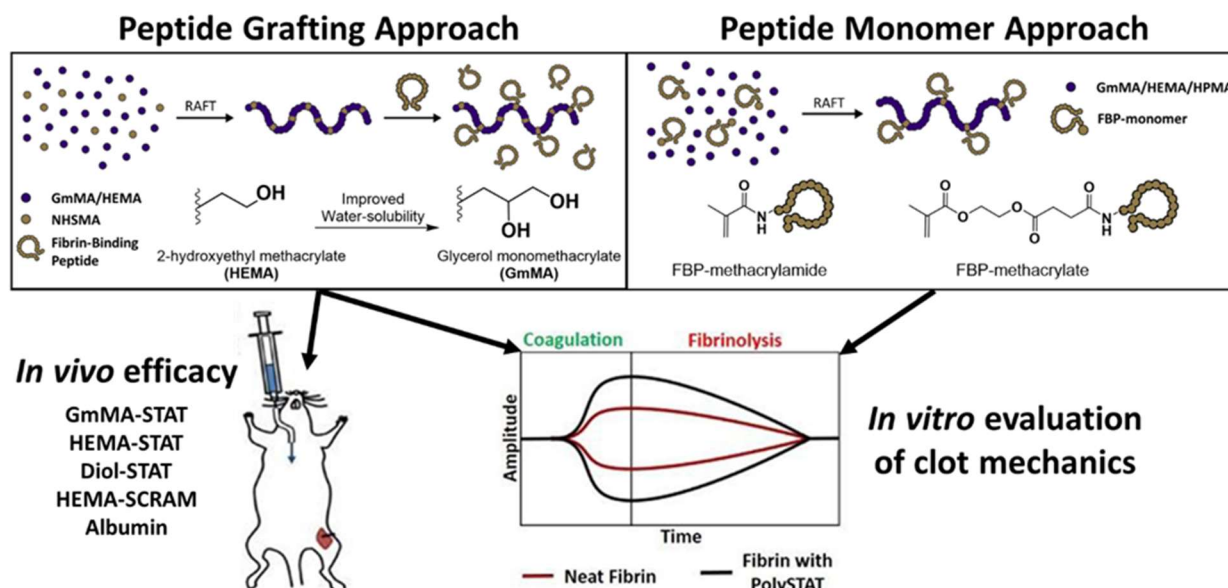 Peptide Grafting Approach
RAFT
GmMA/HEMA
NHSMA
Fibrin-Binding
Peptide
OH
2-hydroxyethyl methacrylate
(HEMA)
Improved
Water-solubility
OH
OH
Glycerol monomethacrylate
(GmMA)
Peptide Monomer Approach
RAFT
GmMA/HEMA/HPMA
FBP-monomer
O
N
H
FBP-methacrylamide
O
O
O
O
O
N
H
FBP-methacrylate
In vivo efficacy
GmMA-STAT
HEMA-STAT
Diol-STAT
HEMA-SCRAM
Albumin
Coagulation
Fibrinolysis
Amplitude
Time
Neat Fibrin
Fibrin with
PolySTAT
In vitro evaluation
of clot mechanics